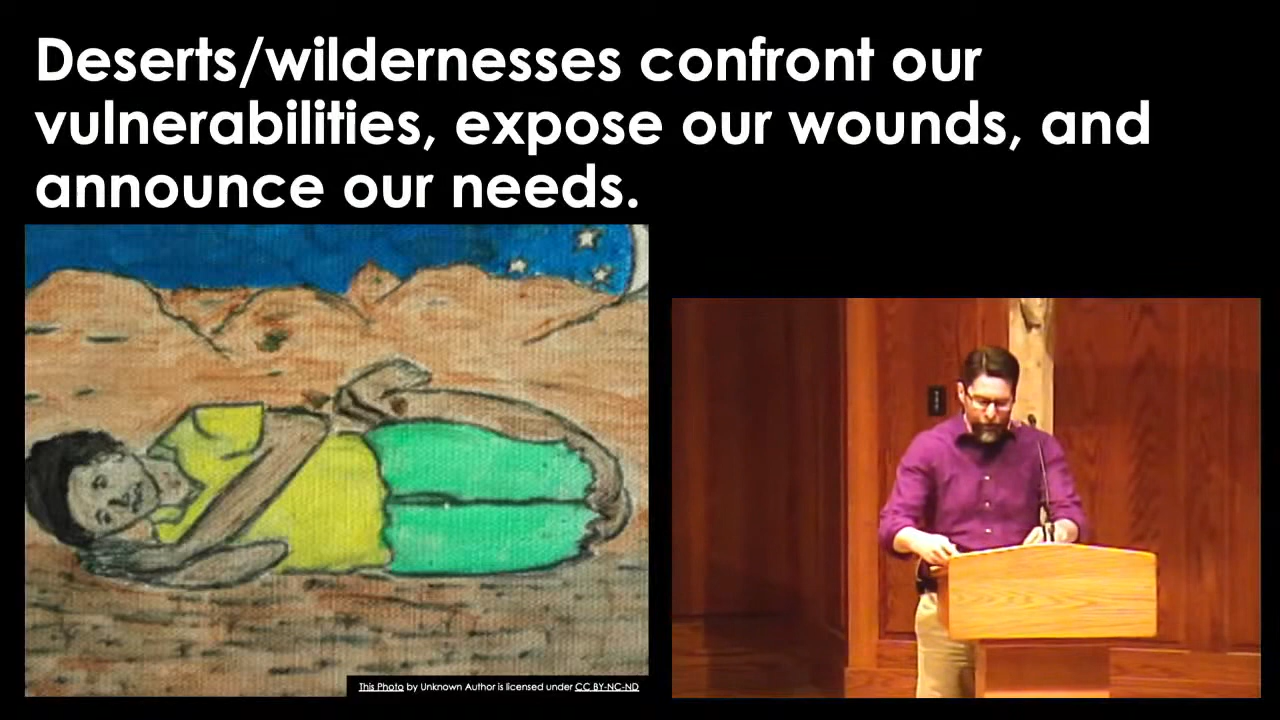 Deserts/wildernesses confront our
vulnerabilities, expose our wounds, and
announce our needs.
This Photo by Unknown Author is licensed under CC BY-NC-ND